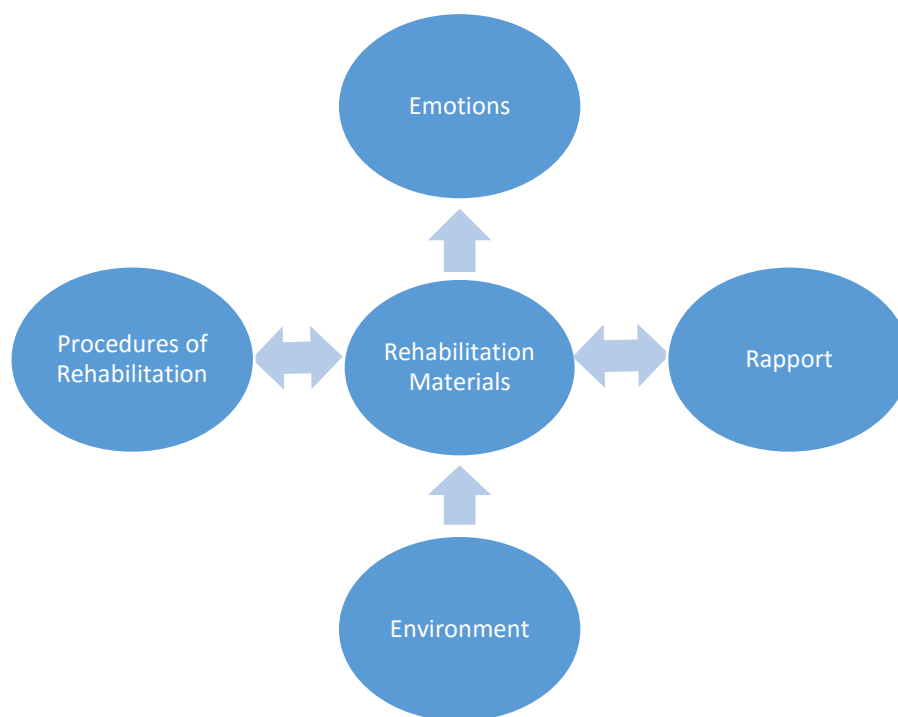 Emotions
Procedures of
Rehabilitation
Rehabilitation
Materials
Rapport
Environment